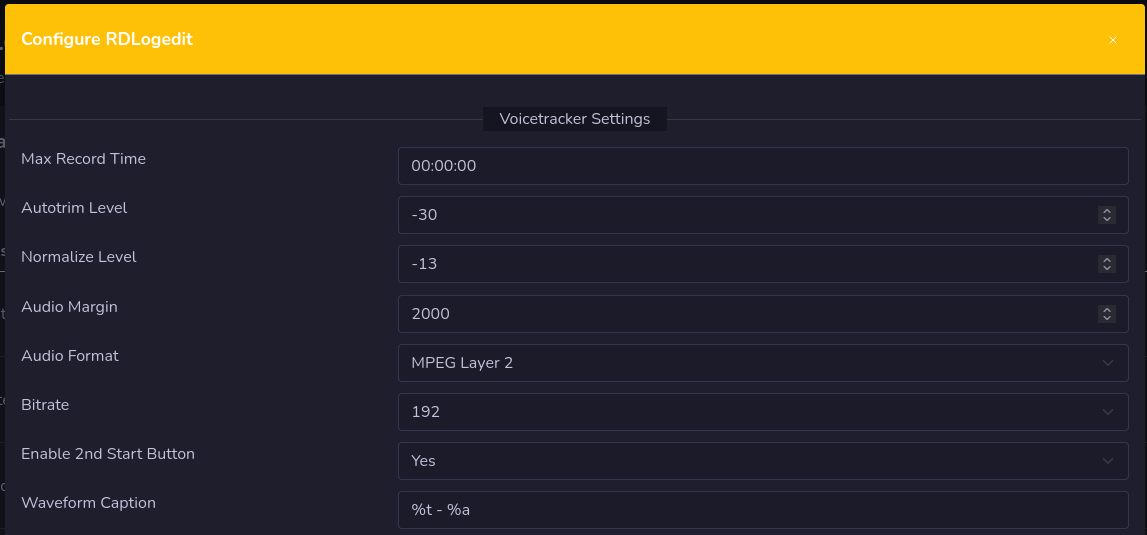 Configure RDLogedit ×
Voicetracker Settings
Max Record Time 00:00:00
Autotrim Level -30
Normalize Level -13
Audio Margin 2000
Audio Format MPEG Layer 2
Bitrate 192
Enable 2nd Start Button Yes
Waveform Caption %t - %a